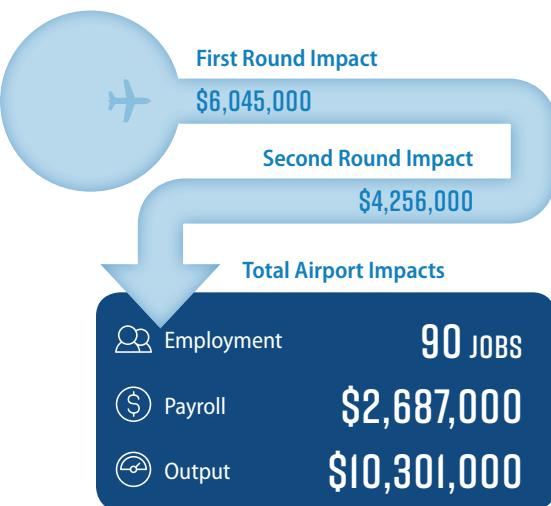 First Round Impact
$6,045,000
Second Round Impact
$4,256,000
Total Airport Impacts
Employment 90 JOBS
Payroll $2,687,000
Output $10,301,000